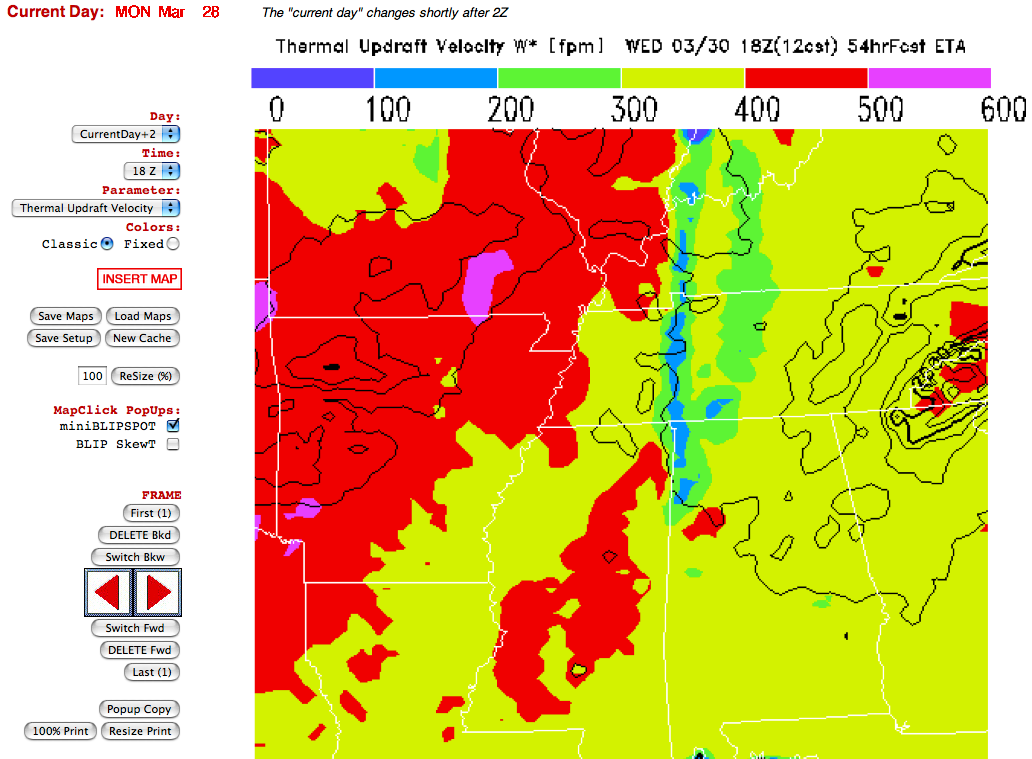 Current Day: MON Mar 28
The "current day" changes shortly after 2Z
Thermal Updraft Velocity W* [fpm] WED 03/30 18Z(12cst) 54hrFcst ETA
0 100 200 300 400 500 600
Day:
CurrentDay+2
Time:
18 Z
Parameter:
Thermal Updraft Velocity
Colors:
Classic Fixed
INSERT MAP
Save Maps Load Maps
Save Setup New Cache
100 ReSize (%)
MapClick PopUps:
miniBLIPSPOT
BLIP SkewT
FRAME
First (1)
DELETE Bkd
Switch Bkw
Switch Fwd
DELETE Fwd
Last (1)
Popup Copy
100% Print Resize Print